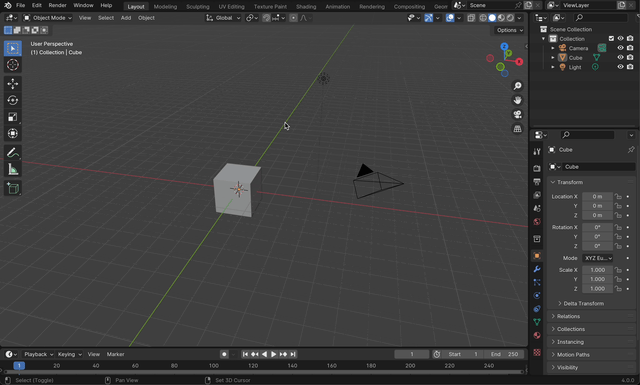 File Edit Render Window Help Layout Modeling Sculpting UV Editing Texture Paint Shading Animation Rendering Scene ViewLayer
Object Mode View Select Add Object Global Options
User Perspective
(1) Collection | Cube
Z
X
Scene Collection
Collection
Camera
Cube
Light
Cube
Cube
Transform
Location X 0 m
Y 0 m
Z 0 m
Rotation X 0°
Y 0°
Z 0°
Mode XYZ Eu...
Scale X 1.000
Y 1.000
Z 1.000
Delta Transform
Relations
Collections
Instancing
Motion Paths
Visibility
Playback Keying View Marker 1 Start 1 End 250
1 20 40 60 80 100 120 140 160 180 200 220 240
Select (Toggle) Pan View Set 3D Cursor 4.0.0